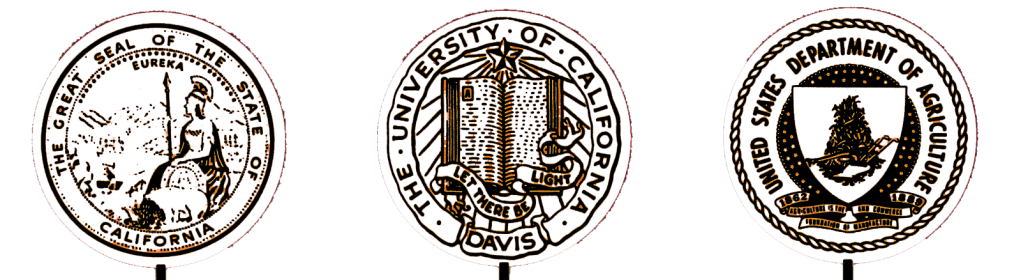 THE GREAT SEAL OF THE STATE OF
CALIFORNIA
EUREKA
THE · UNIVERSITY · OF · CALIFORNIA ·
LET THERE BE LIGHT
DAVIS
UNITED STATES DEPARTMENT OF AGRICULTURE
1862 1889
AGRICULTURE IS THE
AND COMMERCE
FOUNDATION OF MANUFACTURE